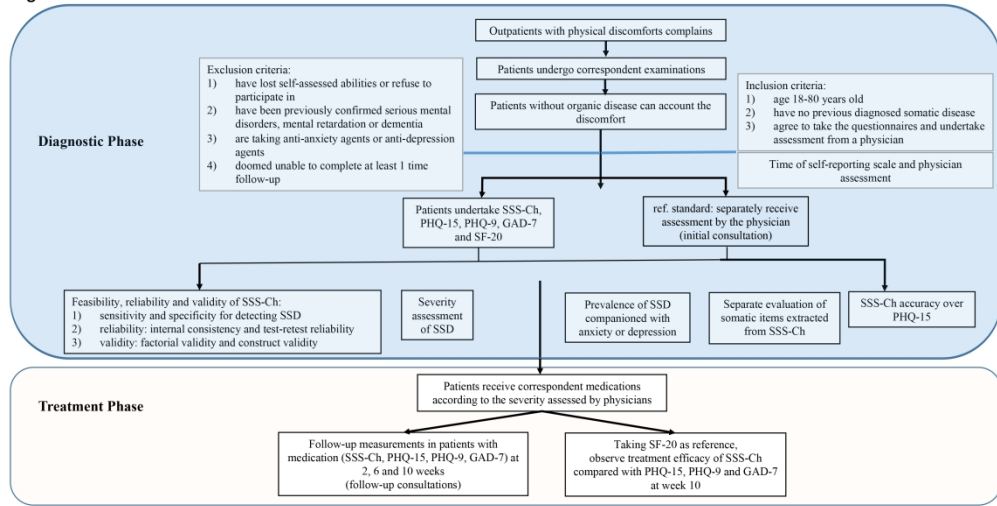 Outpatients with physical discomforts complains
Patients undergo correspondent examinations
Patients without organic disease can account the
discomfort
Exclusion criteria:
1) have lost self-assessed abilities or refuse to
participate in
2) have been previously confirmed serious mental
disorders, mental retardation or dementia
3) are taking anti-anxiety agents or anti-depression
agents
4) doomed unable to complete at least 1 time
follow-up
Inclusion criteria:
1) age 18-80 years old
2) have no previous diagnosed somatic disease
3) agree to take the questionnaires and undertake
assessment from a physician
Diagnostic Phase
Time of self-reporting scale and physician
assessment
Patients undertake SSS-Ch,
PHQ-15, PHQ-9, GAD-7
and SF-20
ref. standard: separately receive
assessment by the physician
(initial consultation)
Feasibility, reliability and validity of SSS-Ch:
1) sensitivity and specificity for detecting SSD
2) reliability: internal consistency and test-retest reliability
3) validity: factorial validity and construct validity
Severity
assessment
of SSD
Prevalence of SSD
companioned with
anxiety or depression
Separate evaluation of
somatic items extracted
from SSS-Ch
SSS-Ch accuracy over
PHQ-15
Treatment Phase
Patients receive correspondent medications
according to the severity assessed by physicians
Follow-up measurements in patients with
medication (SSS-Ch, PHQ-15, PHQ-9, GAD-7) at
2, 6 and 10 weeks
(follow-up consultations)
Taking SF-20 as reference,
observe treatment efficacy of SSS-Ch
compared with PHQ-15, PHQ-9 and GAD-7
at week 10